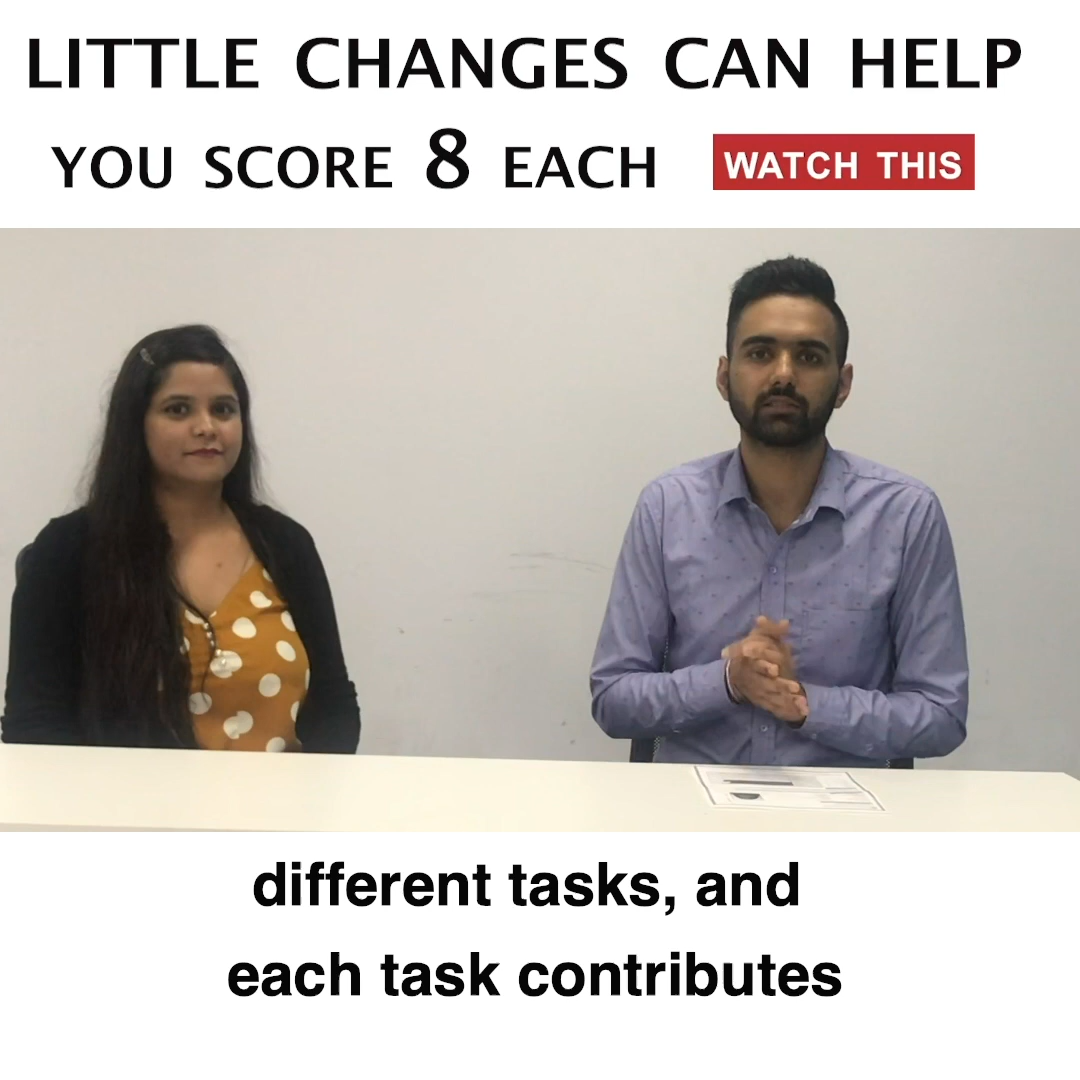 LITTLE CHANGES CAN HELP
YOU SCORE 8 EACH WATCH THIS
different tasks, and
each task contributes